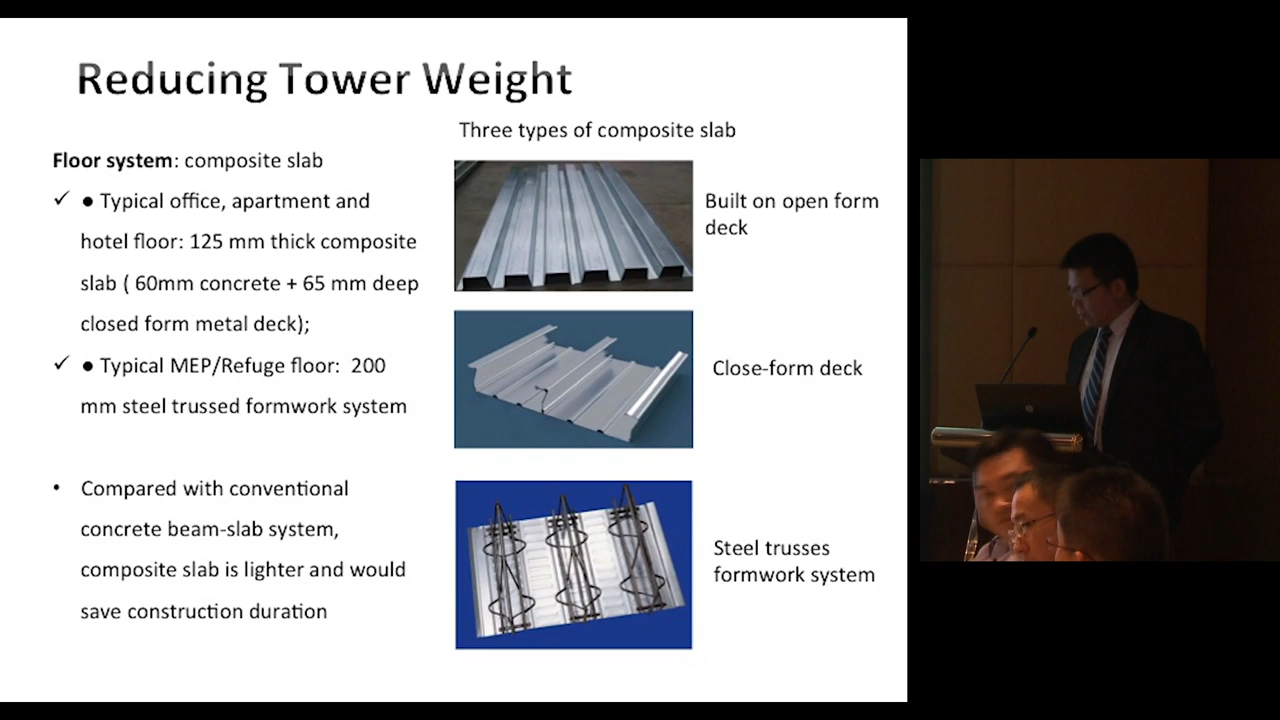 Reducing Tower Weight
Floor system: composite slab
✓ ● Typical office, apartment and
hotel floor: 125 mm thick composite
slab ( 60mm concrete + 65 mm deep
closed form metal deck);
✓ ● Typical MEP/Refuge floor: 200
mm steel trussed formwork system
• Compared with conventional
concrete beam-slab system,
composite slab is lighter and would
save construction duration
Three types of composite slab
Built on open form
deck
Close-form deck
Steel trusses
formwork system